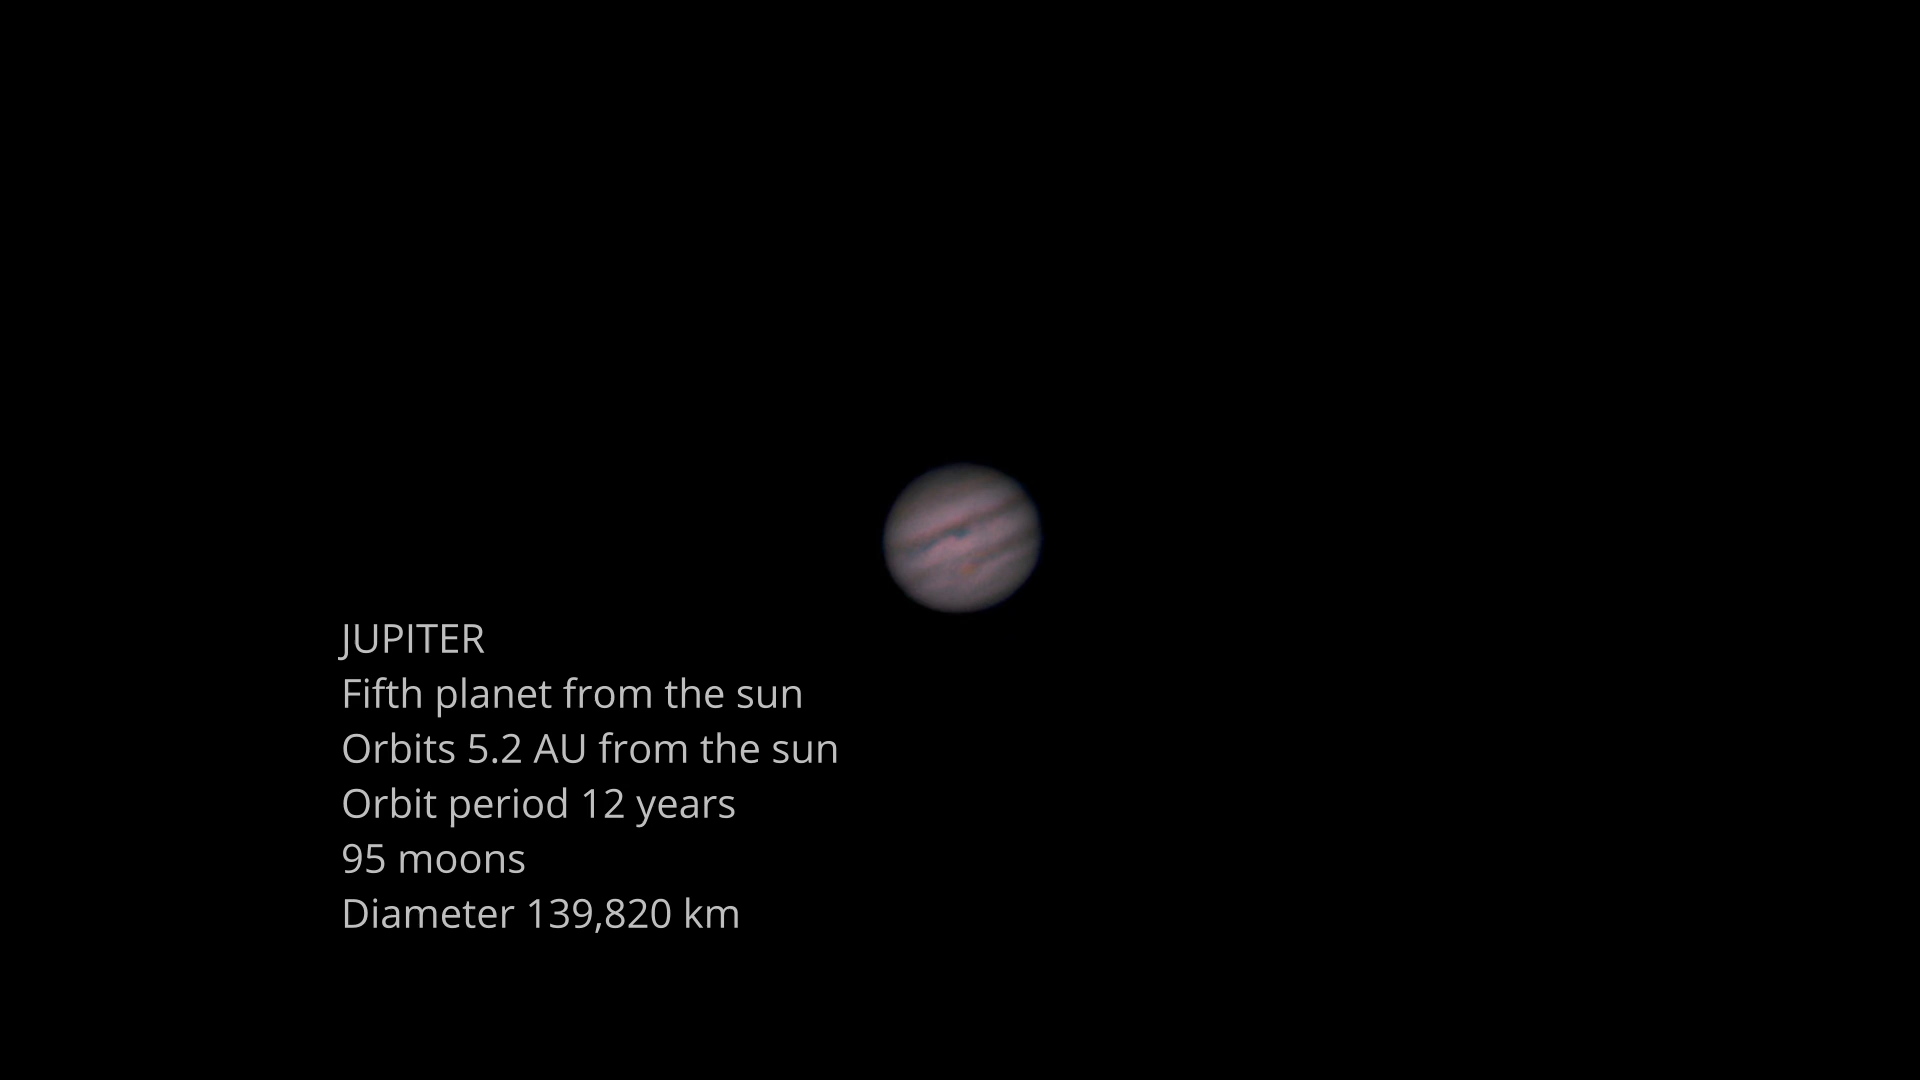 JUPITER
Fifth planet from the sun
Orbits 5.2 AU from the sun
Orbit period 12 years
95 moons
Diameter 139,820 km